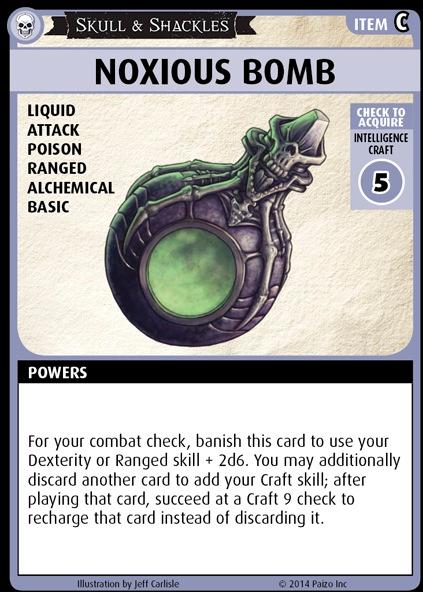 SKULL & SHACKLES
ITEM C
NOXIOUS BOMB
LIQUID
ATTACK
POISON
RANGED
ALCHEMICAL
BASIC
CHECK TO
ACQUIRE
INTELLIGENCE
CRAFT
5
POWERS
For your combat check, banish this card to use your
Dexterity or Ranged skill + 2d6. You may additionally
discard another card to add your Craft skill; after
playing that card, succeed at a Craft 9 check to
recharge that card instead of discarding it.
Illustration by Jeff Carlisle
© 2014 Paizo Inc